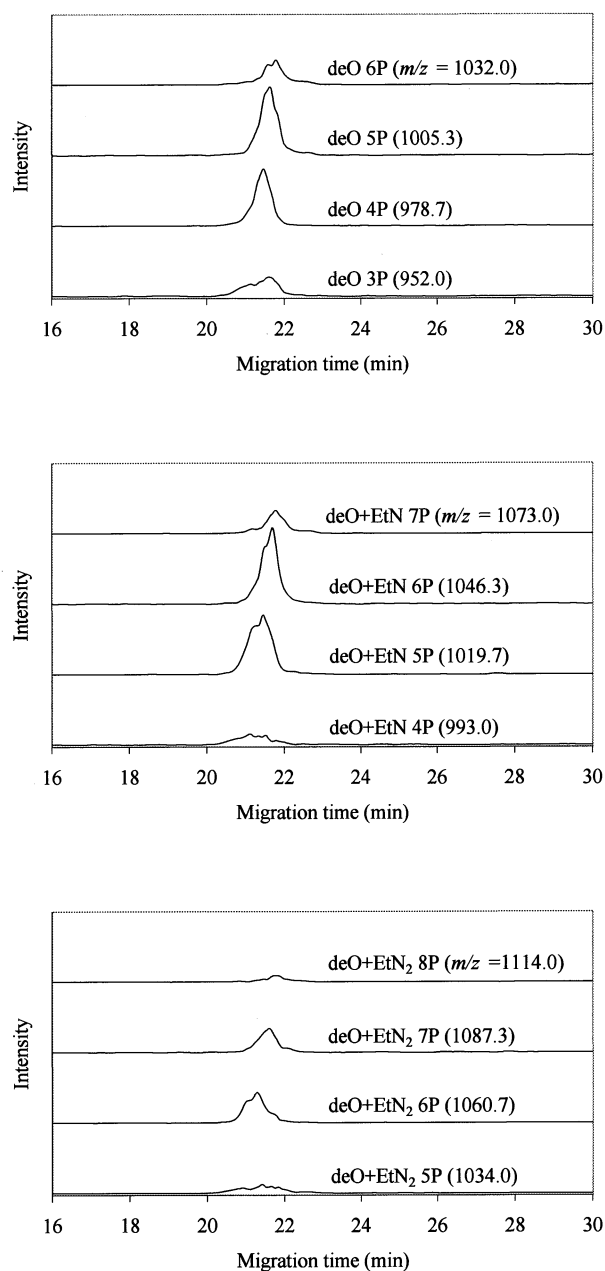 deO 6P (m/z = 1032.0)
deO 5P (1005.3)
deO 4P (978.7)
deO 3P (952.0)
Intensity
16 18 20 22 24 26 28 30
Migration time (min)
deO+EtN 7P (m/z = 1073.0)
deO+EtN 6P (1046.3)
deO+EtN 5P (1019.7)
deO+EtN 4P (993.0)
Intensity
16 18 20 22 24 26 28 30
Migration time (min)
deO+EtN₂ 8P (m/z =1114.0)
deO+EtN₂ 7P (1087.3)
deO+EtN₂ 6P (1060.7)
deO+EtN₂ 5P (1034.0)
Intensity
16 18 20 22 24 26 28 30
Migration time (min)